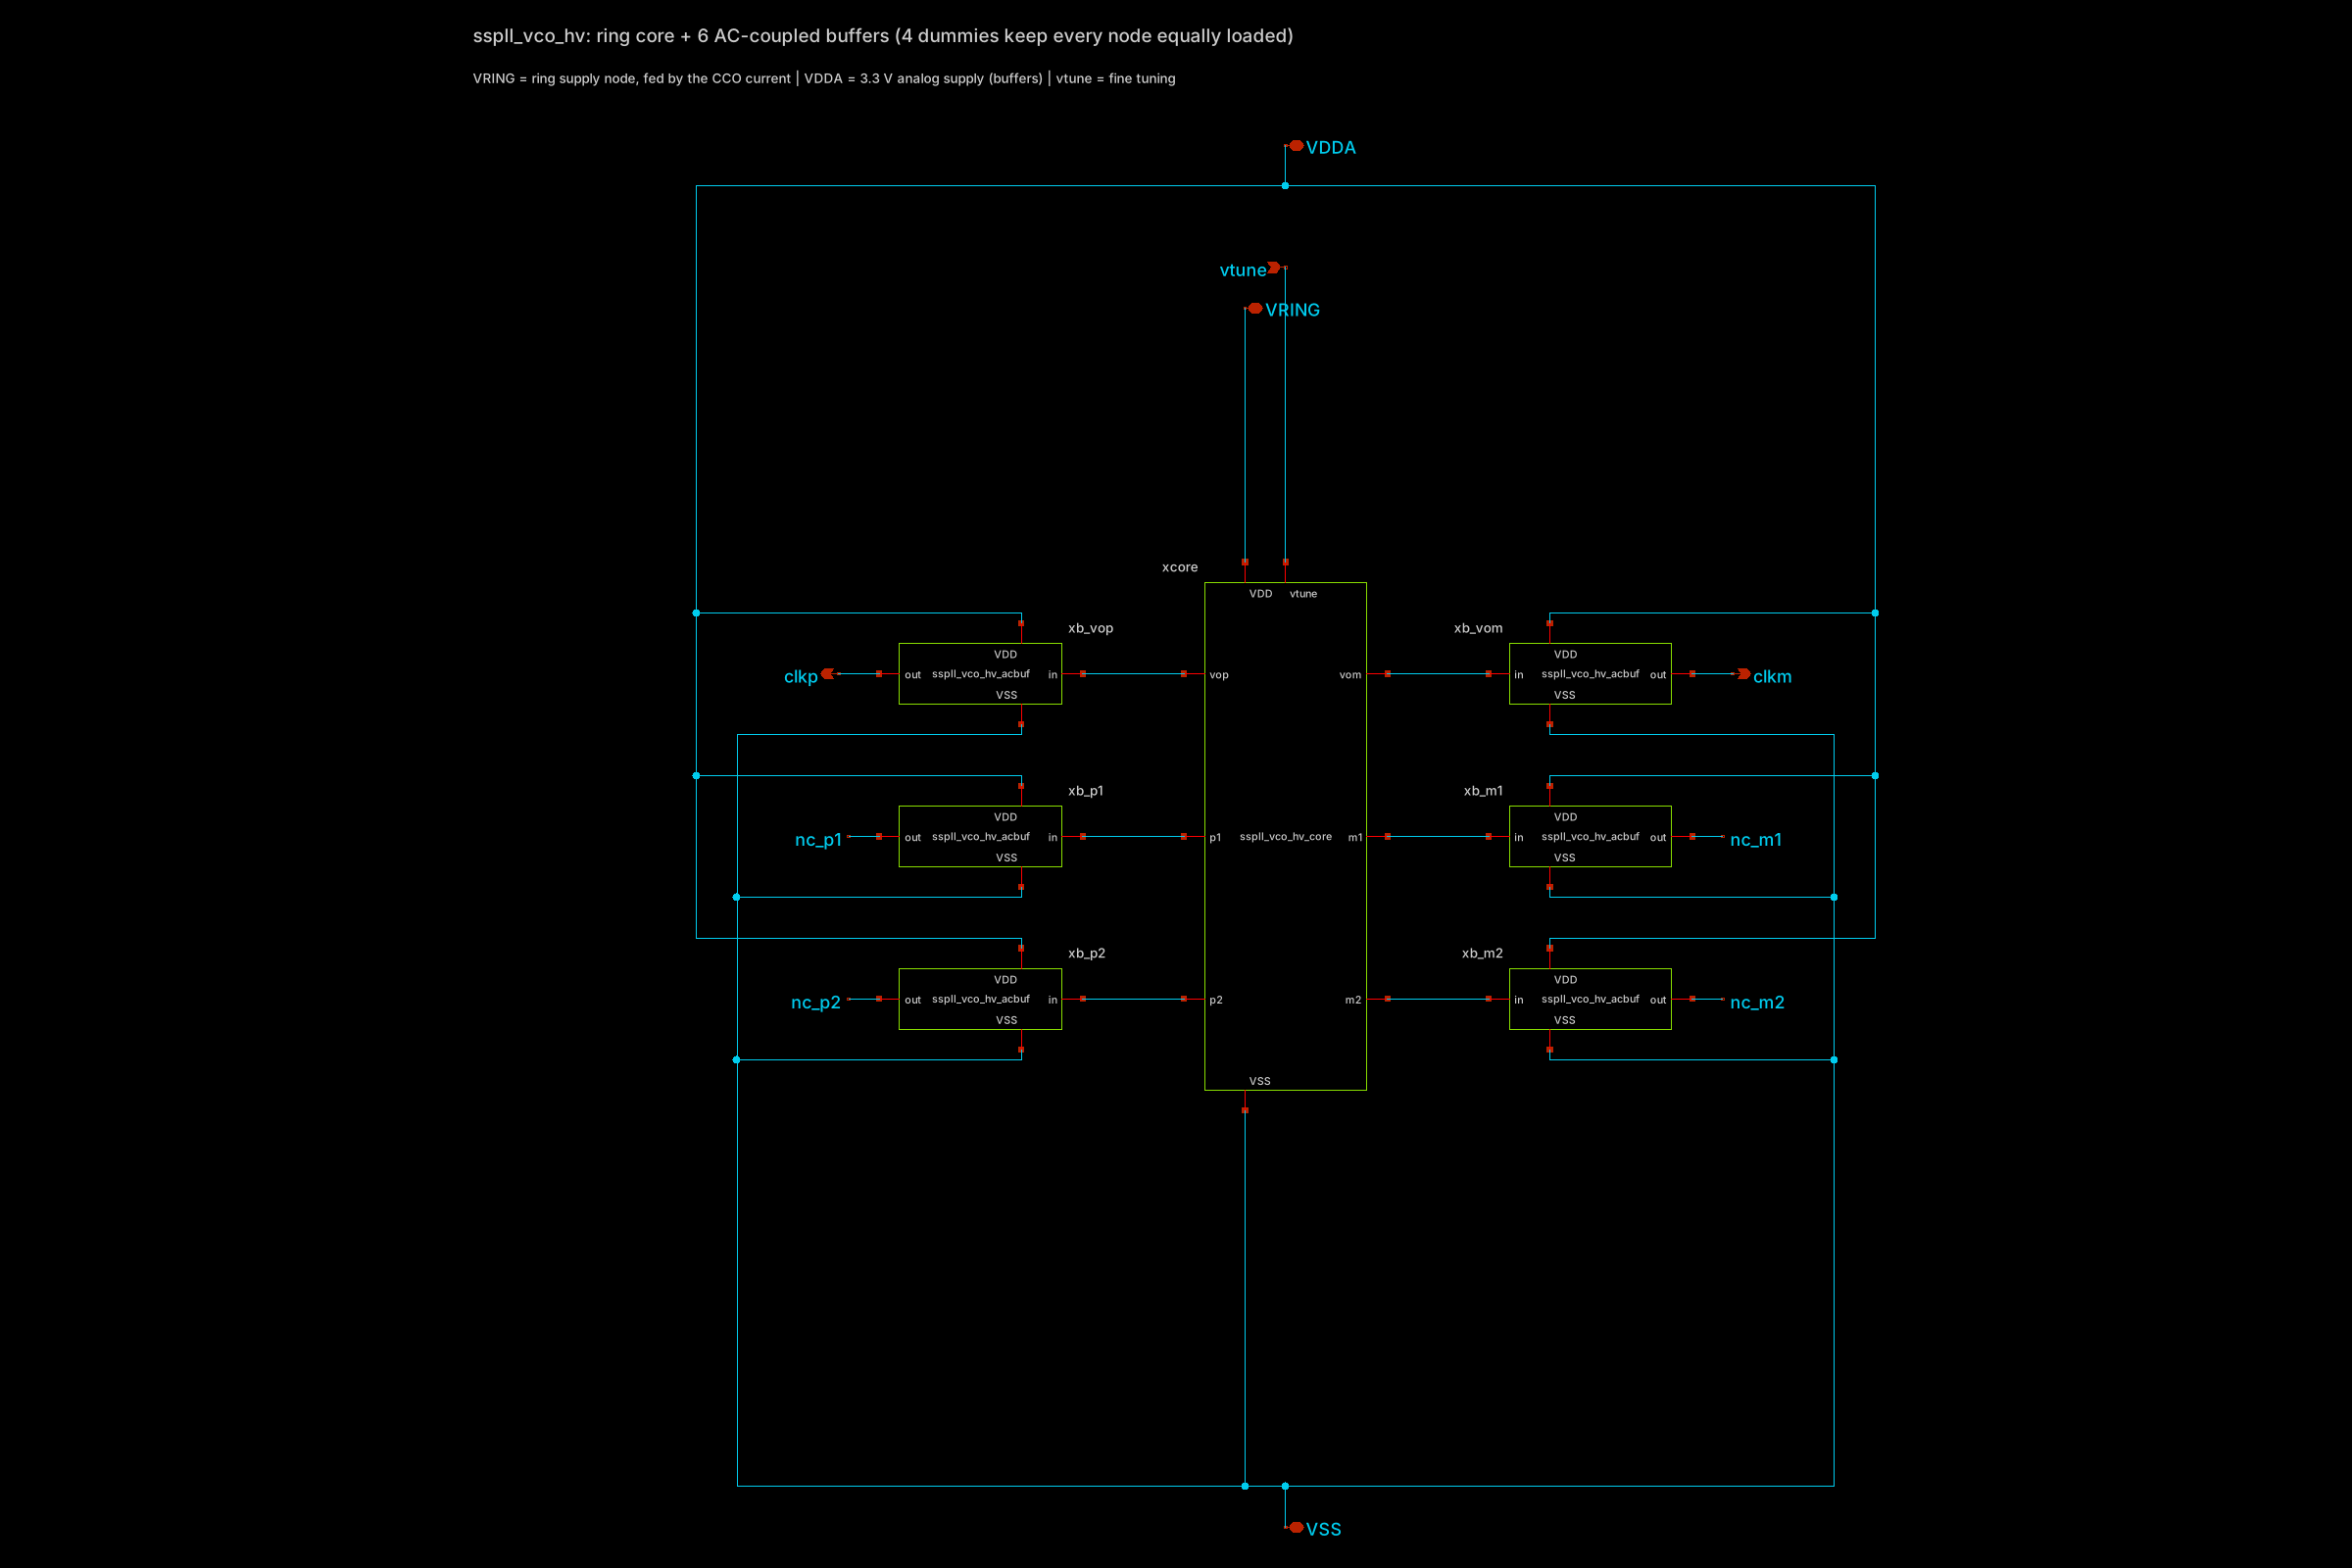 sspll_vco_hv: ring core + 6 AC-coupled buffers (4 dummies keep every node equally loaded)
VRING = ring supply node, fed by the CCO current | VDDA = 3.3 V analog supply (buffers) | vtune = fine tuning
VDDA
vtune
VRING
xcore
VDD vtune
xb_vop
xb_vom
VDD
VDD
clkp
out sspll_vco_hv_acbuf in
vop
vom
in sspll_vco_hv_acbuf out
clkm
VSS
VSS
xb_p1
xb_m1
VDD
VDD
nc_p1
out sspll_vco_hv_acbuf in
p1 sspll_vco_hv_core m1
in sspll_vco_hv_acbuf out
nc_m1
VSS
VSS
xb_p2
xb_m2
VDD
VDD
nc_p2
out sspll_vco_hv_acbuf in
p2
m2
in sspll_vco_hv_acbuf out
nc_m2
VSS
VSS
VSS
VSS